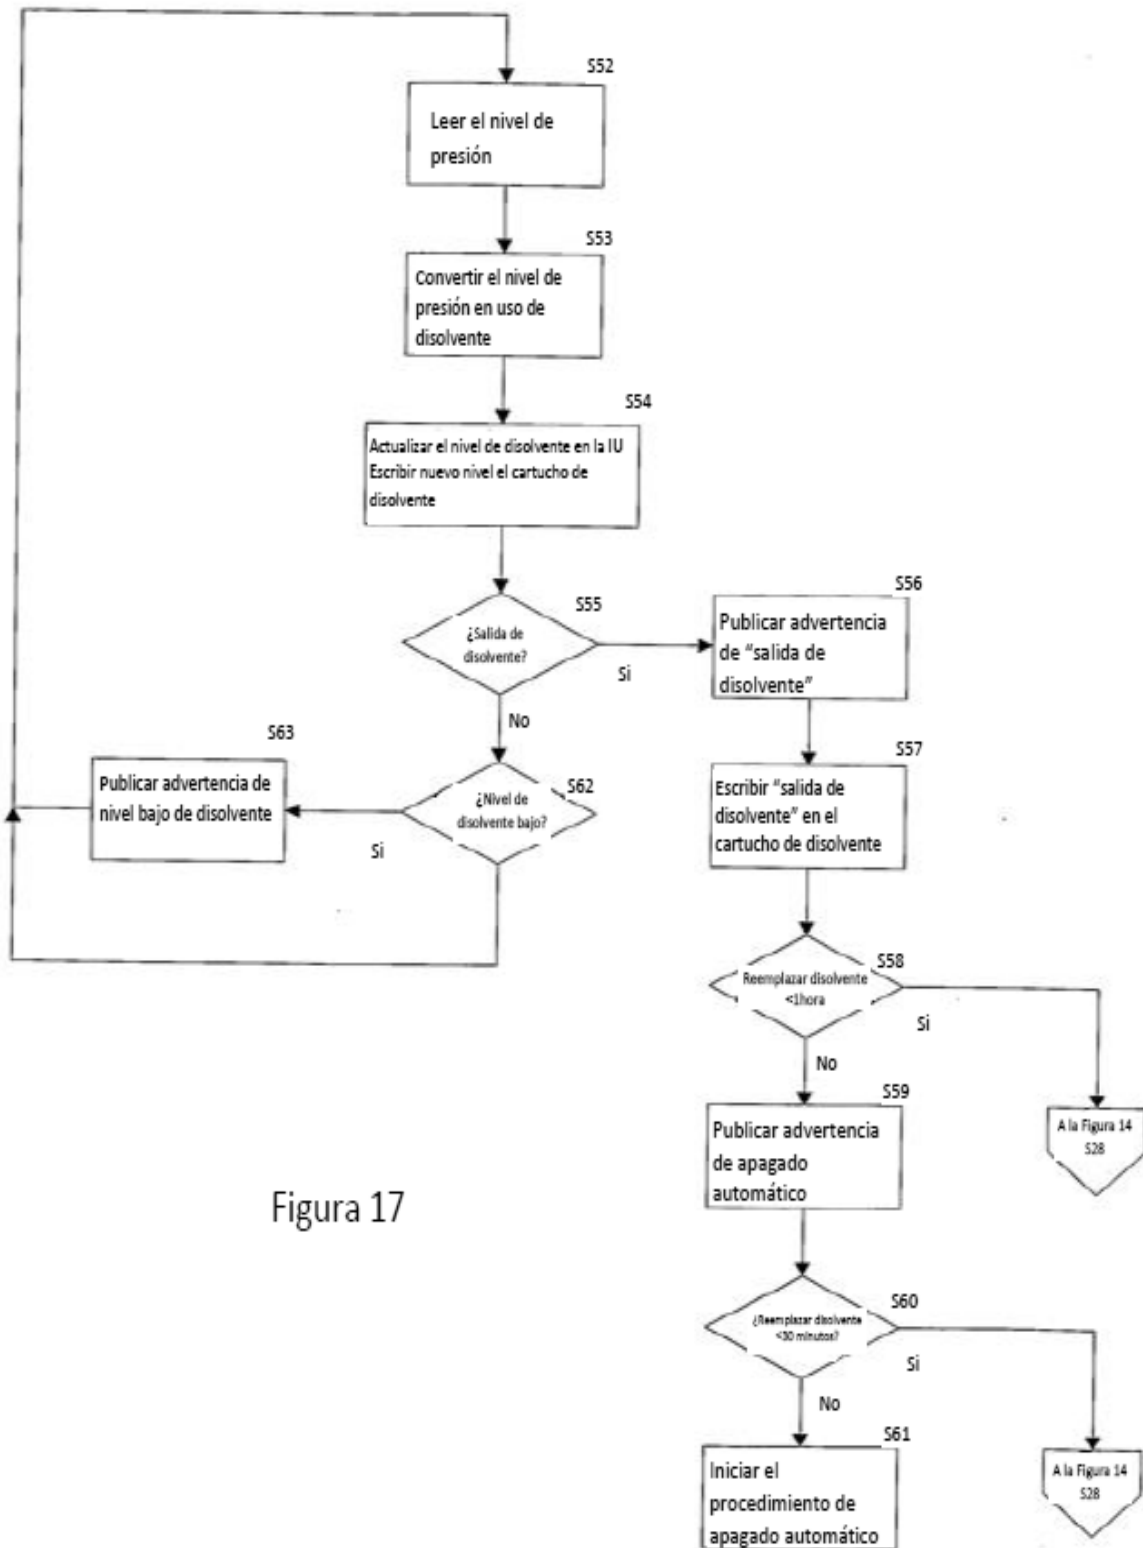 S52
Leer el nivel de
presión
S53
Convertir el nivel de
presión en uso de
disolvente
S54
Actualizar el nivel de disolvente en la IU
Escribir nuevo nivel el cartucho de
disolvente
S55
¿Salida de
disolvente?
Si
No
S56
Publicar advertencia
de “salida de
disolvente”
S63
Publicar advertencia de
nivel bajo de disolvente
S62
¿Nivel de
disolvente bajo?
Si
S57
Escribir “salida de
disolvente” en el
cartucho de disolvente
S58
Reemplazar disolvente
<1hora
Si
No
S59
Publicar advertencia
de apagado
automático
A la Figura 14
S28
Figura 17
S60
¿Reemplazar disolvente
<30 minutos?
Si
No
S61
Iniciar el
procedimiento de
apagado automático
A la Figura 14
S28